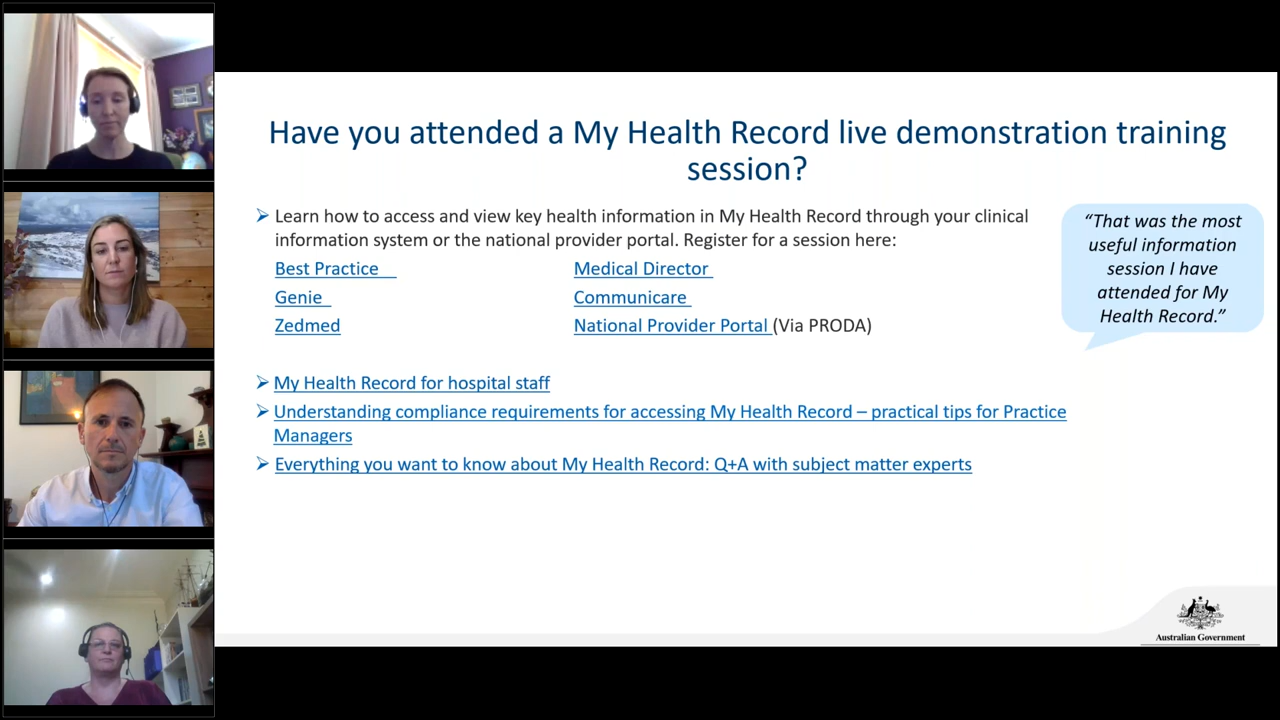 Have you attended a My Health Record live demonstration training
session?
➢ Learn how to access and view key health information in My Health Record through your clinical
information system or the national provider portal. Register for a session here:
Best Practice Medical Director
Genie Communicare
Zedmed National Provider Portal (Via PRODA)
➢ My Health Record for hospital staff
➢ Understanding compliance requirements for accessing My Health Record – practical tips for Practice
Managers
➢ Everything you want to know about My Health Record: Q+A with subject matter experts
“That was the most
useful information
session I have
attended for My
Health Record.”
Australian Government